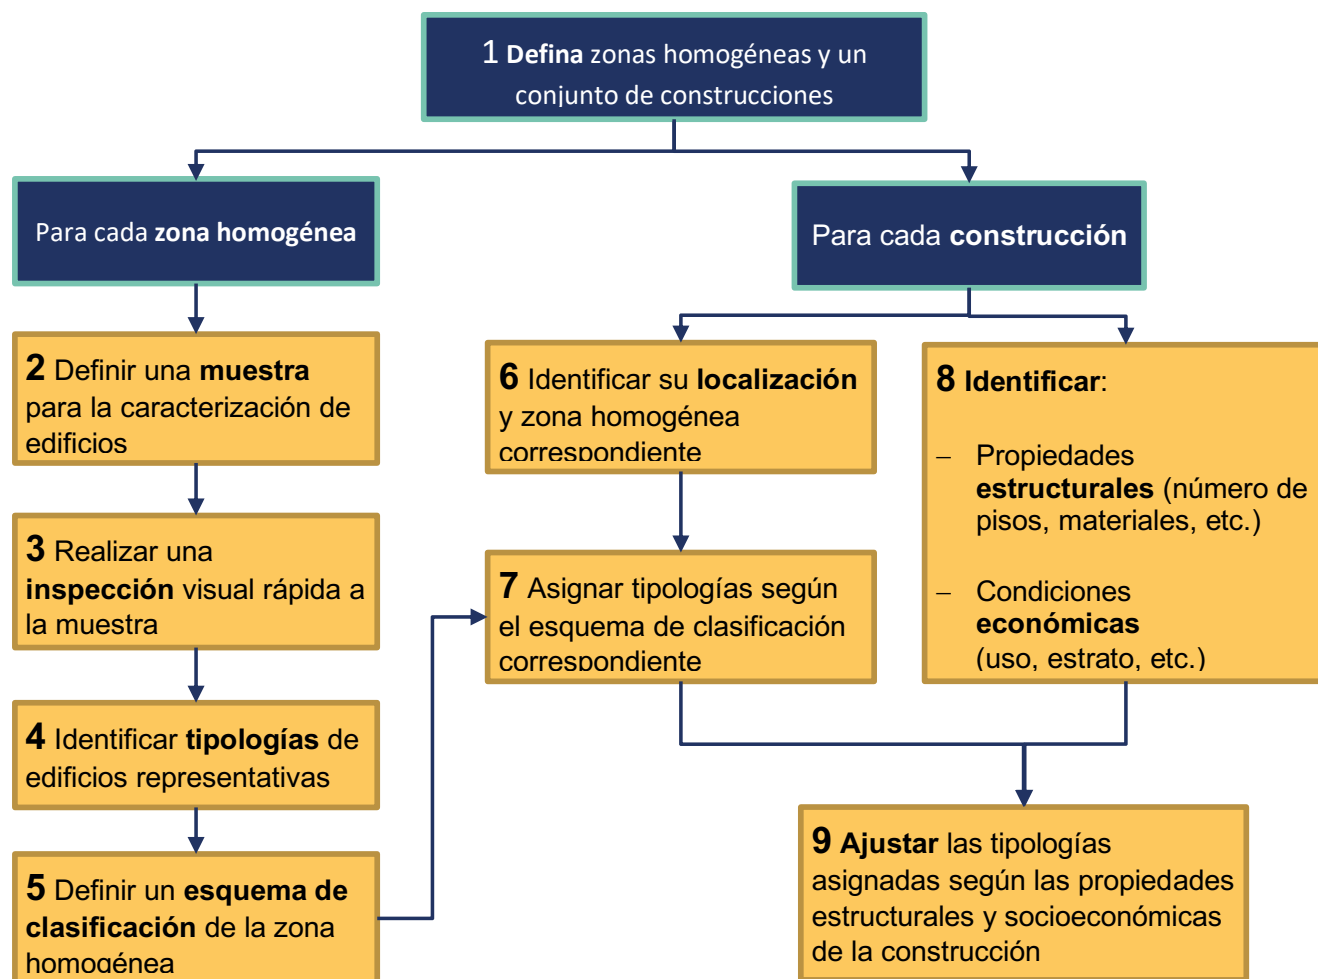 1 Defina zonas homogéneas y un
conjunto de construcciones
Para cada zona homogénea
Para cada construcción
2 Definir una muestra
para la caracterización de
edificios
3 Realizar una
inspección visual rápida a
la muestra
4 Identificar tipologías de
edificios representativas
5 Definir un esquema de
clasificación de la zona
homogénea
6 Identificar su localización
y zona homogénea
correspondiente
7 Asignar tipologías según
el esquema de clasificación
correspondiente
8 Identificar:
– Propiedades
estructurales (número de
pisos, materiales, etc.)
– Condiciones
económicas
(uso, estrato, etc.)
9 Ajustar las tipologías
asignadas según las propiedades
estructurales y socioeconómicas
de la construcción